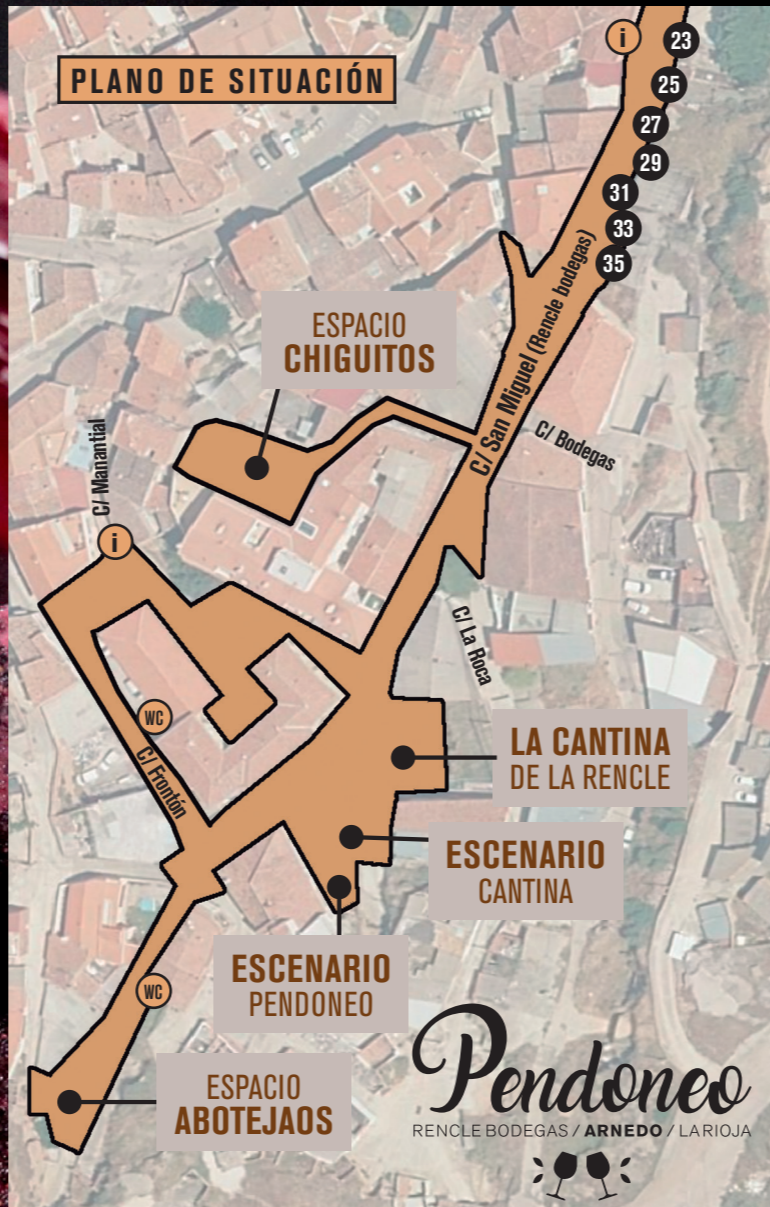 PLANO DE SITUACIÓN
i
23
25
27
29
31
33
35
ESPACIO
CHIGUITOS
C/ San Miguel (Rencle bodegas)
C/ Bodegas
C/ Manantial
i
C/ La Roca
WC
C/ Frontón
LA CANTINA
DE LA RENCLE
ESCENARIO
CANTINA
ESCENARIO
PENDONEO
WC
ESPACIO
ABOTEJAOS
Pendoneo
RENCLE BODEGAS / ARNEDO / LA RIOJA